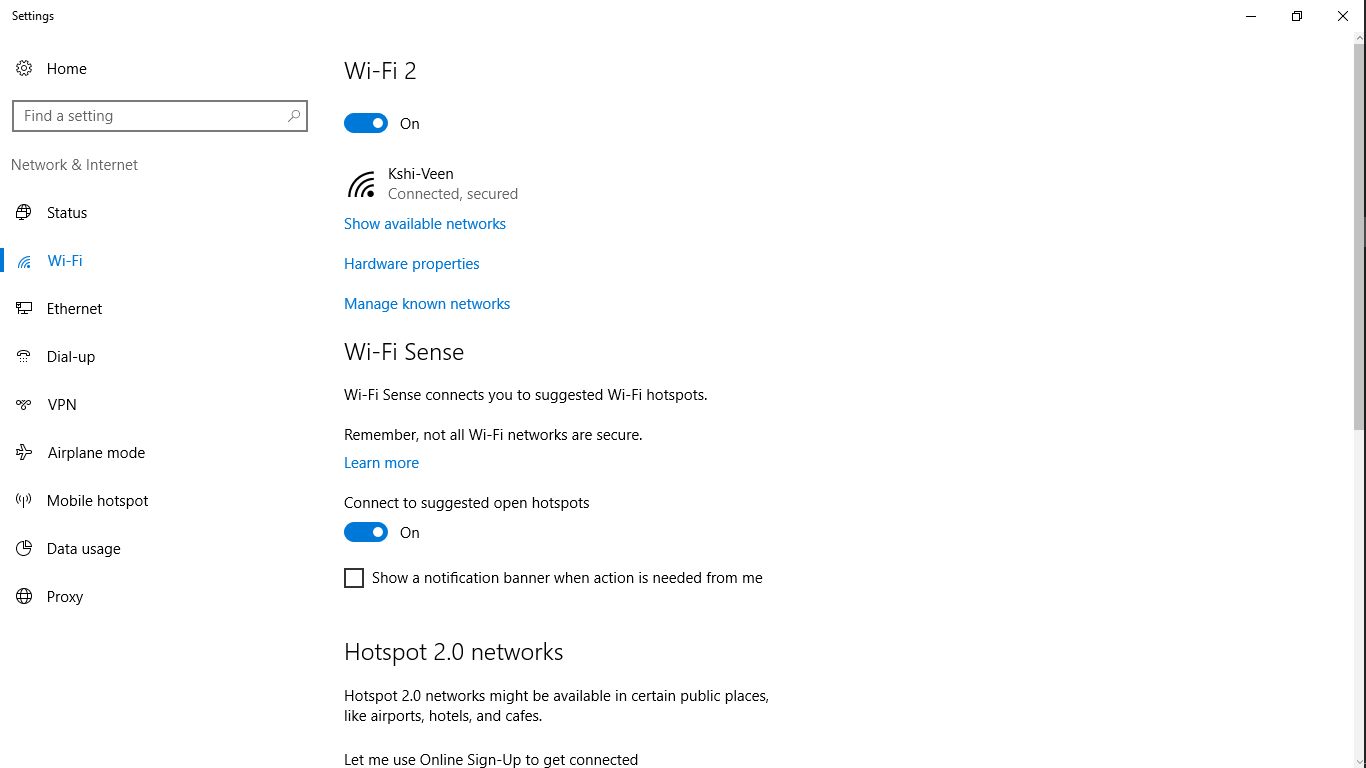 Settings
Home
Find a setting
Network & Internet
Status
Wi-Fi
Ethernet
Dial-up
VPN
Airplane mode
Mobile hotspot
Data usage
Proxy
Wi-Fi 2
On
Kshi-Veen
Connected, secured
Show available networks
Hardware properties
Manage known networks
Wi-Fi Sense
Wi-Fi Sense connects you to suggested Wi-Fi hotspots.
Remember, not all Wi-Fi networks are secure.
Learn more
Connect to suggested open hotspots
On
Show a notification banner when action is needed from me
Hotspot 2.0 networks
Hotspot 2.0 networks might be available in certain public places,
like airports, hotels, and cafes.
Let me use Online Sign-Up to get connected